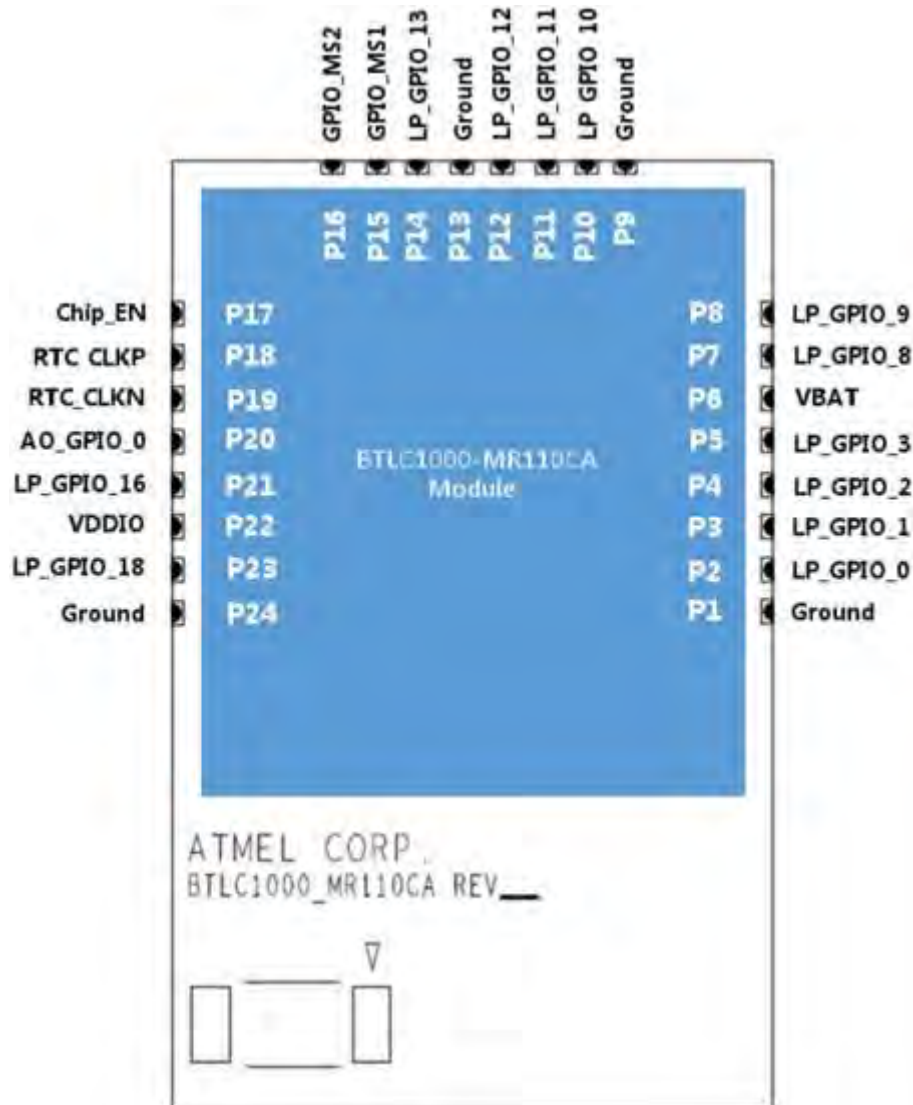 GPIO_MS2
GPIO_MS1
LP_GPIO_13
Ground
LP_GPIO_12
LP_GPIO_11
LP GPIO 10
Ground
P16
P15
P14
P13
P12
P11
P10
P9
Chip_EN P17 P8 LP_GPIO_9
RTC CLKP P18 P7 LP_GPIO_8
RTC_CLKN P19 P6 VBAT
AO_GPIO_0 P20 P5 LP_GPIO_3
LP_GPIO_16 P21 P4 LP_GPIO_2
VDDIO P22 P3 LP_GPIO_1
LP_GPIO_18 P23 P2 LP_GPIO_0
Ground P24 P1 Ground
BTLC1000-MR110CA
Module
ATMEL CORP.
BTLC1000_MR110CA REV__